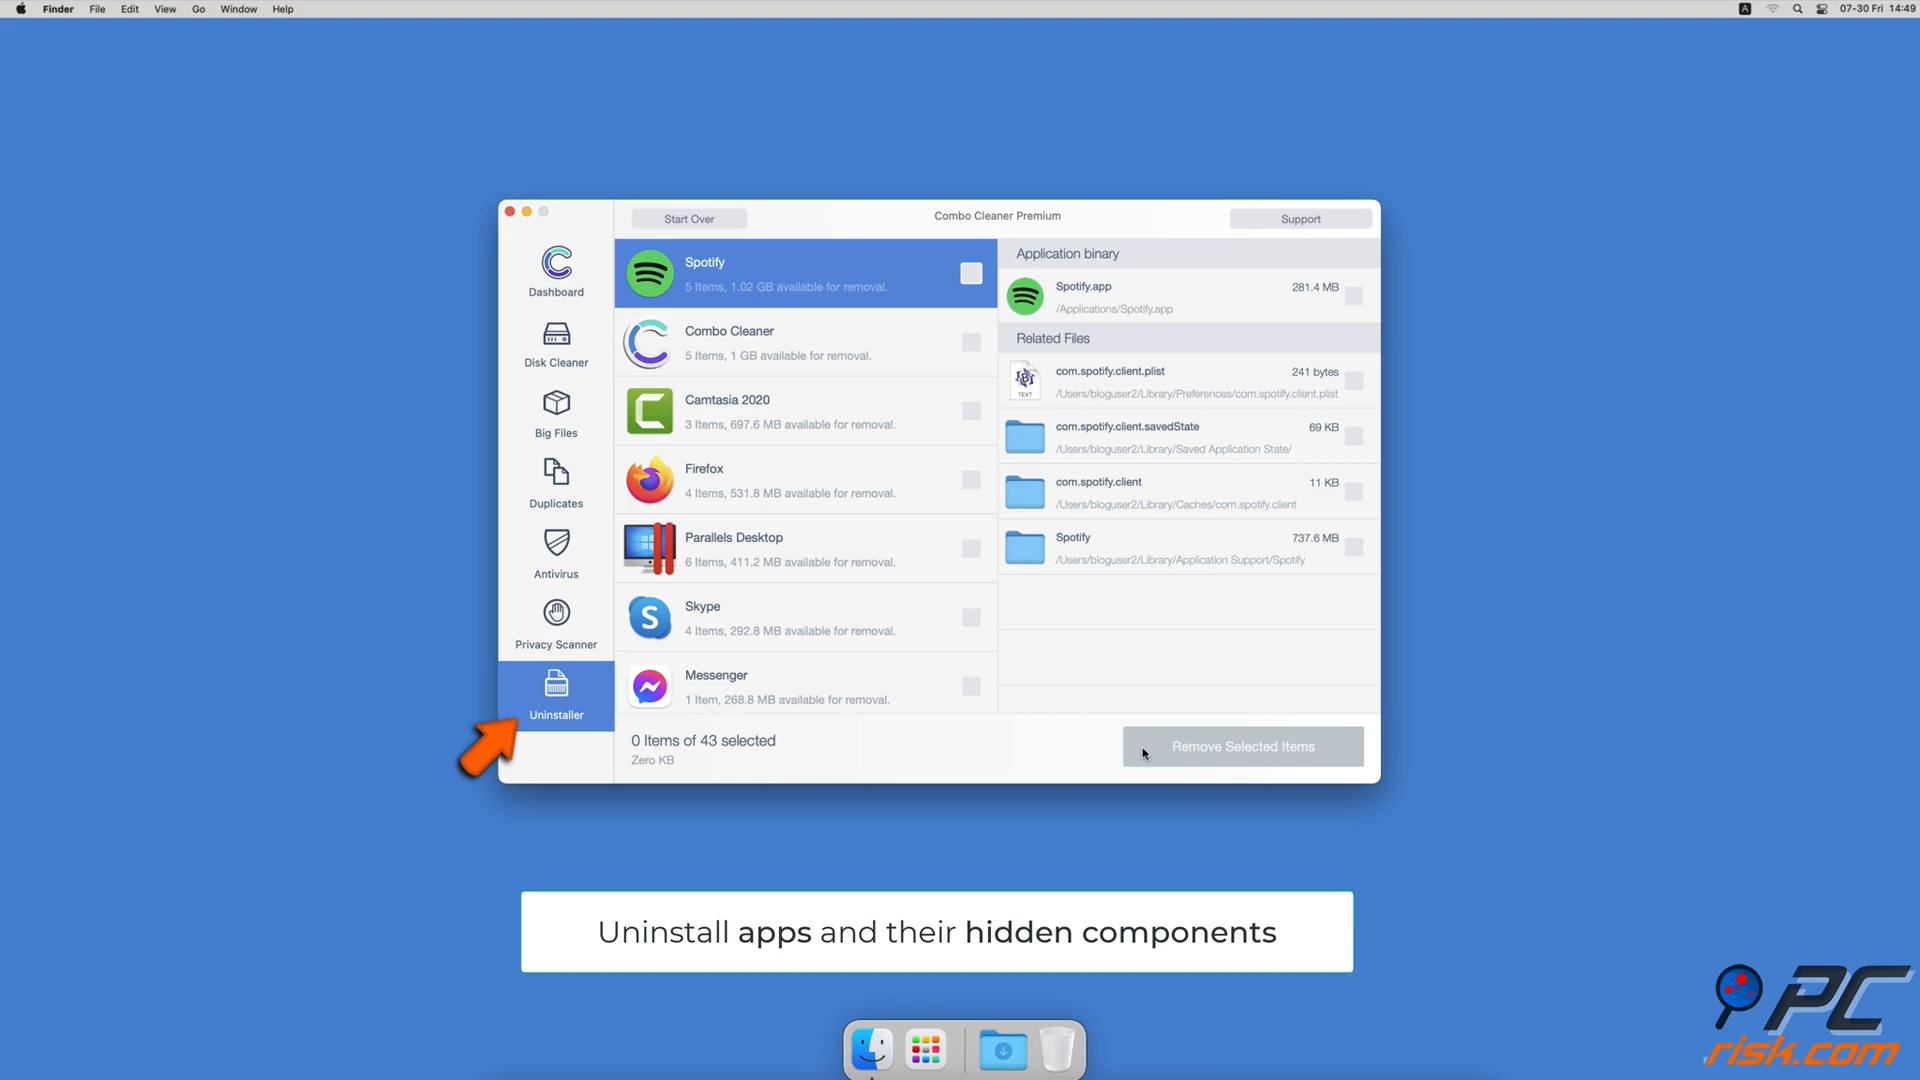 Finder File Edit View Go Window Help
A 07-30 Fri 14:49
Start Over
Combo Cleaner Premium
Support
Dashboard
Disk Cleaner
Big Files
Duplicates
Antivirus
Privacy Scanner
Uninstaller
Spotify
5 Items, 1.02 GB available for removal.
Combo Cleaner
5 Items, 1 GB available for removal.
Camtasia 2020
3 Items, 697.6 MB available for removal.
Firefox
4 Items, 531.8 MB available for removal.
Parallels Desktop
6 Items, 411.2 MB available for removal.
Skype
4 Items, 292.8 MB available for removal.
Messenger
1 Item, 268.8 MB available for removal.
Application binary
Spotify.app 281.4 MB
/Applications/Spotify.app
Related Files
com.spotify.client.plist 241 bytes
/Users/bloguser2/Library/Preferences/com.spotify.client.plist
TEXT
com.spotify.client.savedState 69 KB
/Users/bloguser2/Library/Saved Application State/
com.spotify.client 11 KB
/Users/bloguser2/Library/Caches/com.spotify.client
Spotify 737.6 MB
/Users/bloguser2/Library/Application Support/Spotify
0 Items of 43 selected
Zero KB
Remove Selected Items
Uninstall apps and their hidden components
PC
risk.com